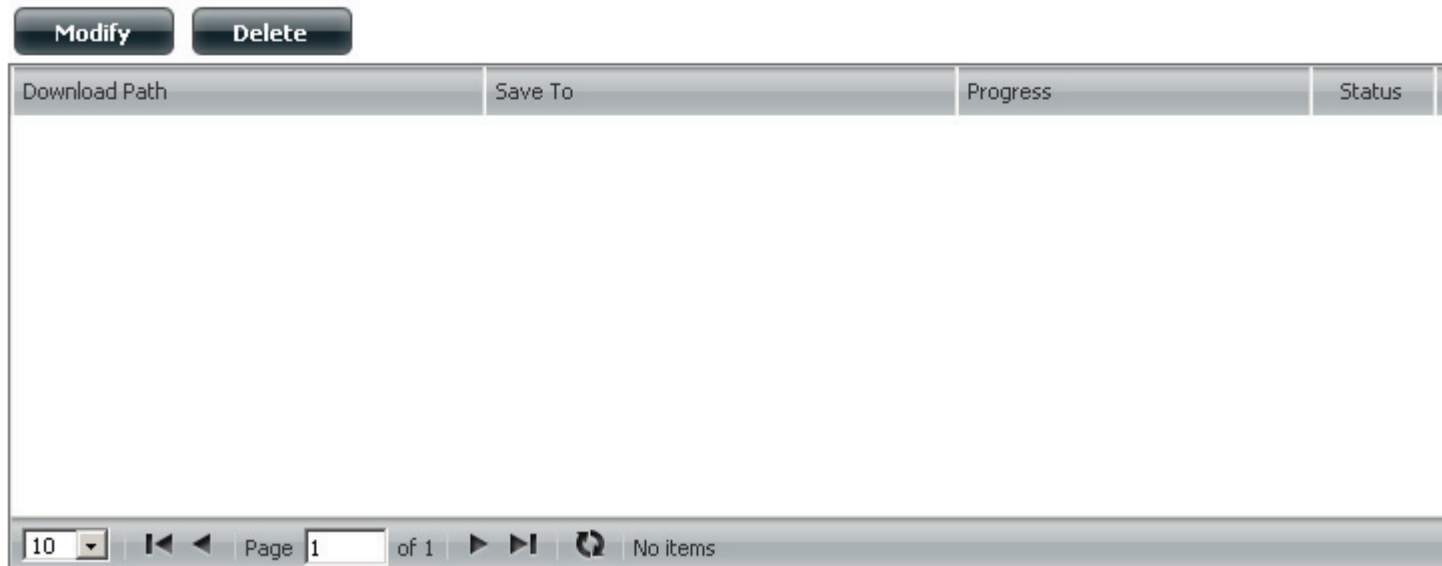 Modify Delete
Download Path Save To Progress Status
10 Page 1 of 1 No items